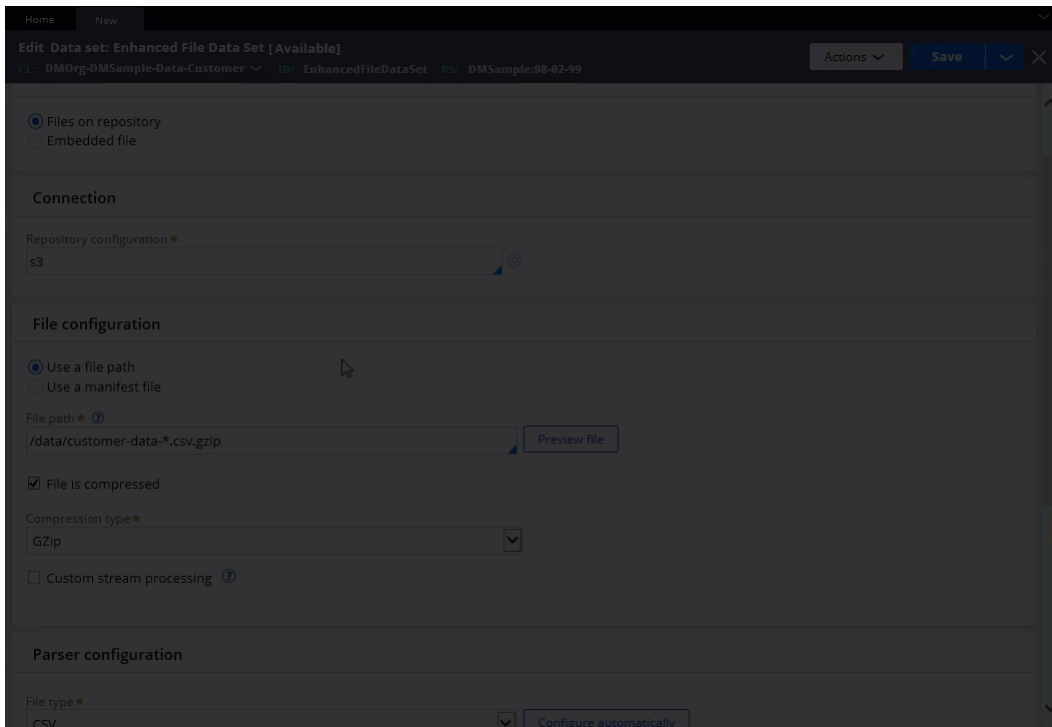 Home New
Edit Data set: Enhanced File Data Set [Available]
Actions Save
CL: DMOrg-DMSample-Data-Customer ID: EnhancedFileDataSet RS: DMSample:08-02-99
Files on repository
Embedded file
Connection
Repository configuration★
s3
File configuration
Use a file path
Use a manifest file
File path★ ?
/data/customer-data-*.csv.gzip
Preview file
File is compressed
Compression type★
GZip
Custom stream processing ?
Parser configuration
File type★
CSV
Configure automatically